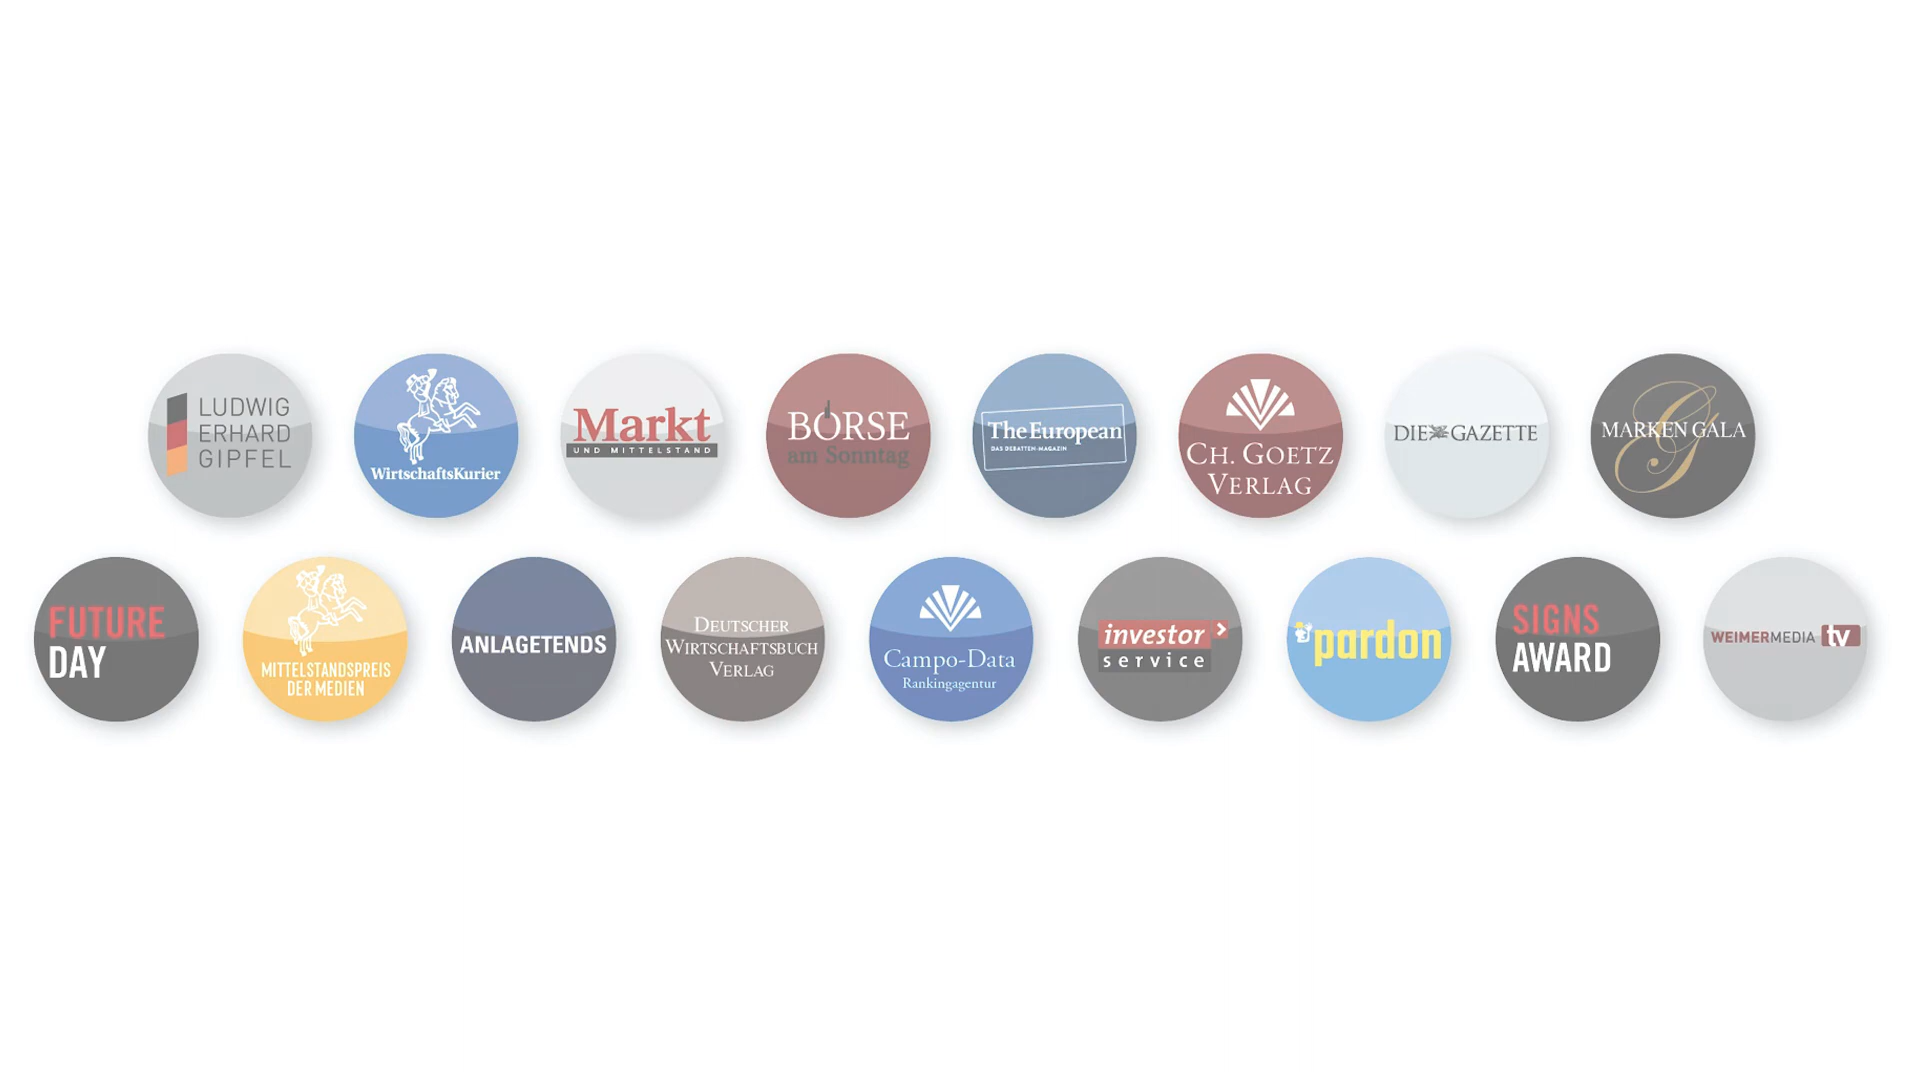 LUDWIG
ERHARD
GIPFEL
WirtschaftsKurier
Markt
UND MITTELSTAND
BÖRSE
am Sonntag
The European
DAS DEBATTEN-MAGAZIN
CH. GOETZ
VERLAG
DIE GAZETTE
MARKEN GALA
FUTURE
DAY
MITTELSTANDSPREIS
DER MEDIEN
ANLAGETENDS
DEUTSCHER
WIRTSCHAFTSBUCH
VERLAG
Campo-Data
Rankingagentur
investor
service
pardon
SIGNS
AWARD
WEIMERMEDIA tv